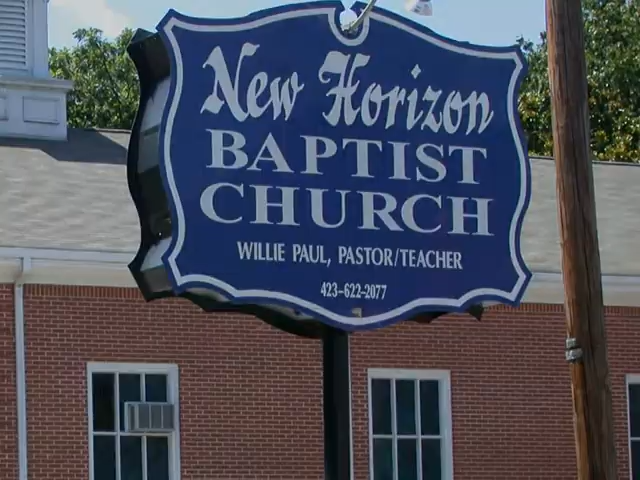 New Horizon
BAPTIST
CHURCH
WILLIE PAUL, PASTOR/TEACHER
423-622-2077